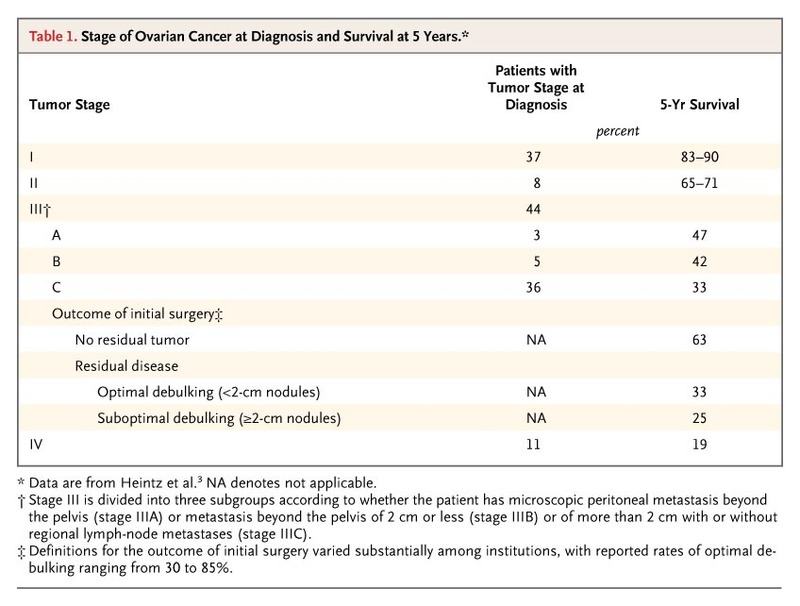 Table 1. Stage of Ovarian Cancer at Diagnosis and Survival at 5 Years.*
Tumor Stage
Patients with
Tumor Stage at
Diagnosis
5-Yr Survival
percent
I 37 83–90
II 8 65–71
III† 44
A 3 47
B 5 42
C 36 33
Outcome of initial surgery‡
No residual tumor NA 63
Residual disease
Optimal debulking (<2-cm nodules) NA 33
Suboptimal debulking (≥2-cm nodules) NA 25
IV 11 19
* Data are from Heintz et al.³ NA denotes not applicable.
† Stage III is divided into three subgroups according to whether the patient has microscopic peritoneal metastasis beyond
the pelvis (stage IIIA) or metastasis beyond the pelvis of 2 cm or less (stage IIIB) or of more than 2 cm with or without
regional lymph-node metastases (stage IIIC).
‡ Definitions for the outcome of initial surgery varied substantially among institutions, with reported rates of optimal de-
bulking ranging from 30 to 85%.